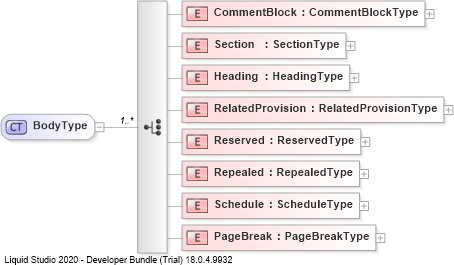 E CommentBlock : CommentBlockType
E Section : SectionType
E Heading : HeadingType
E RelatedProvision : RelatedProvisionType
CT BodyType 1..*
E Reserved : ReservedType
E Repealed : RepealedType
E Schedule : ScheduleType
E PageBreak : PageBreakType
Liquid Studio 2020 - Developer Bundle (Trial) 18.0.4.9932